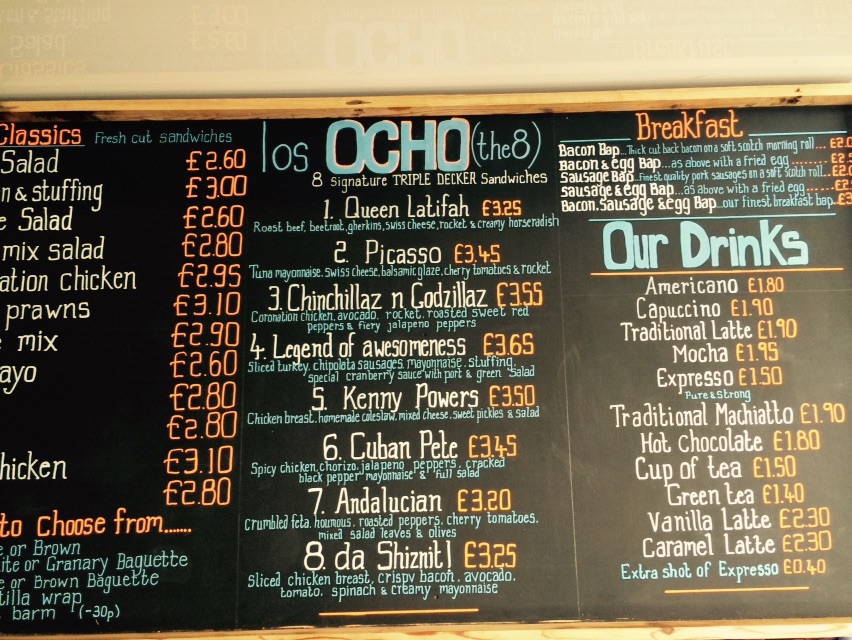 Classics Fresh cut sandwiches
Salad £2.60
n & stuffing £3.00
e Salad £2.60
mix salad £2.80
ation chicken £2.95
prawns £3.10
mix £2.90
ayo £2.60
£2.80
£2.80
hicken £3.10
£2.80
to choose from.......
e or Brown
ite or Granary Baguette
e or Brown Baguette
tilla wrap
barm (-30p)
los OCHO (the 8)
8 signature TRIPLE DECKER Sandwiches
1. Queen Latifah £3.25
Roast beef, beetroot, gherkins, swiss cheese, rocket & creamy horseradish
2. Picasso £3.45
Tuna mayonnaise, swiss cheese, balsamic glaze, cherry tomatoes & rocket
3. Chinchillaz n Godzillaz £3.55
Coronation chicken, avocado, rocket, roasted sweet red
peppers & fiery jalapeno peppers
4. Legend of awesomeness £3.65
Sliced turkey, chipolata sausages, mayonnaise, stuffing,
special cranberry sauce with port & green salad
5. Kenny Powers £3.50
Chicken breast, homemade coleslaw, mixed cheese, sweet pickles & salad
6. Cuban Pete £3.45
Spicy chicken, chorizo, jalapeno peppers, cracked
black pepper mayonnaise & full salad
7. Andalucian £3.20
Crumbled feta, houmous, roasted peppers, cherry tomatoes,
mixed salad leaves & olives
8. da Shiznitl £3.25
Sliced chicken breast, crispy bacon, avocado,
tomato, spinach & creamy mayonnaise
Breakfast
Bacon Bap...Thick cut back bacon on a soft scotch morning roll... £2.0
Bacon & egg Bap...as above with a fried egg
Sausage Bap...Finest quality pork sausages on a soft scotch roll...
sausage & egg Bap...as above with a fried egg
Bacon, Sausage & egg Bap...our finest breakfast bap...
Our Drinks
Americano £1.80
Capuccino £1.90
Traditional Latte £1.90
Mocha £1.95
Expresso £1.50
Pure & Strong
Traditional Machiatto £1.90
Hot chocolate £1.80
Cup of tea £1.50
Green tea £1.40
Vanilla Latte £2.30
Caramel Latte £2.30
Extra shot of Expresso £0.40